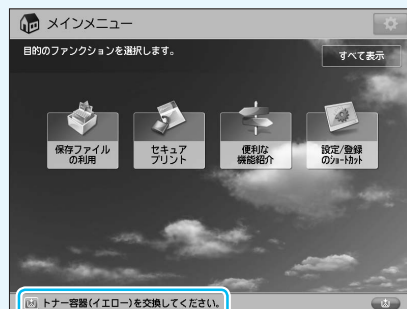 メインメニュー
目的のファンクションを選択します。
すべて表示
保存ファイル
の利用
セキュア
プリント
便利な
機能紹介
設定/登録
のショートカット
トナー容器(イエロー)を交換してください。